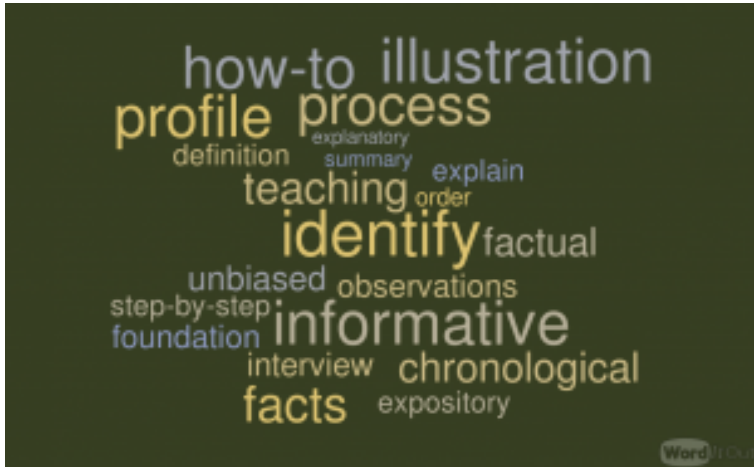 how-to illustration
profile process
explanatory
definition summary explain
teaching order
identify factual
unbiased observations
step-by-step informative
foundation
interview chronological
facts expository
WordItOut